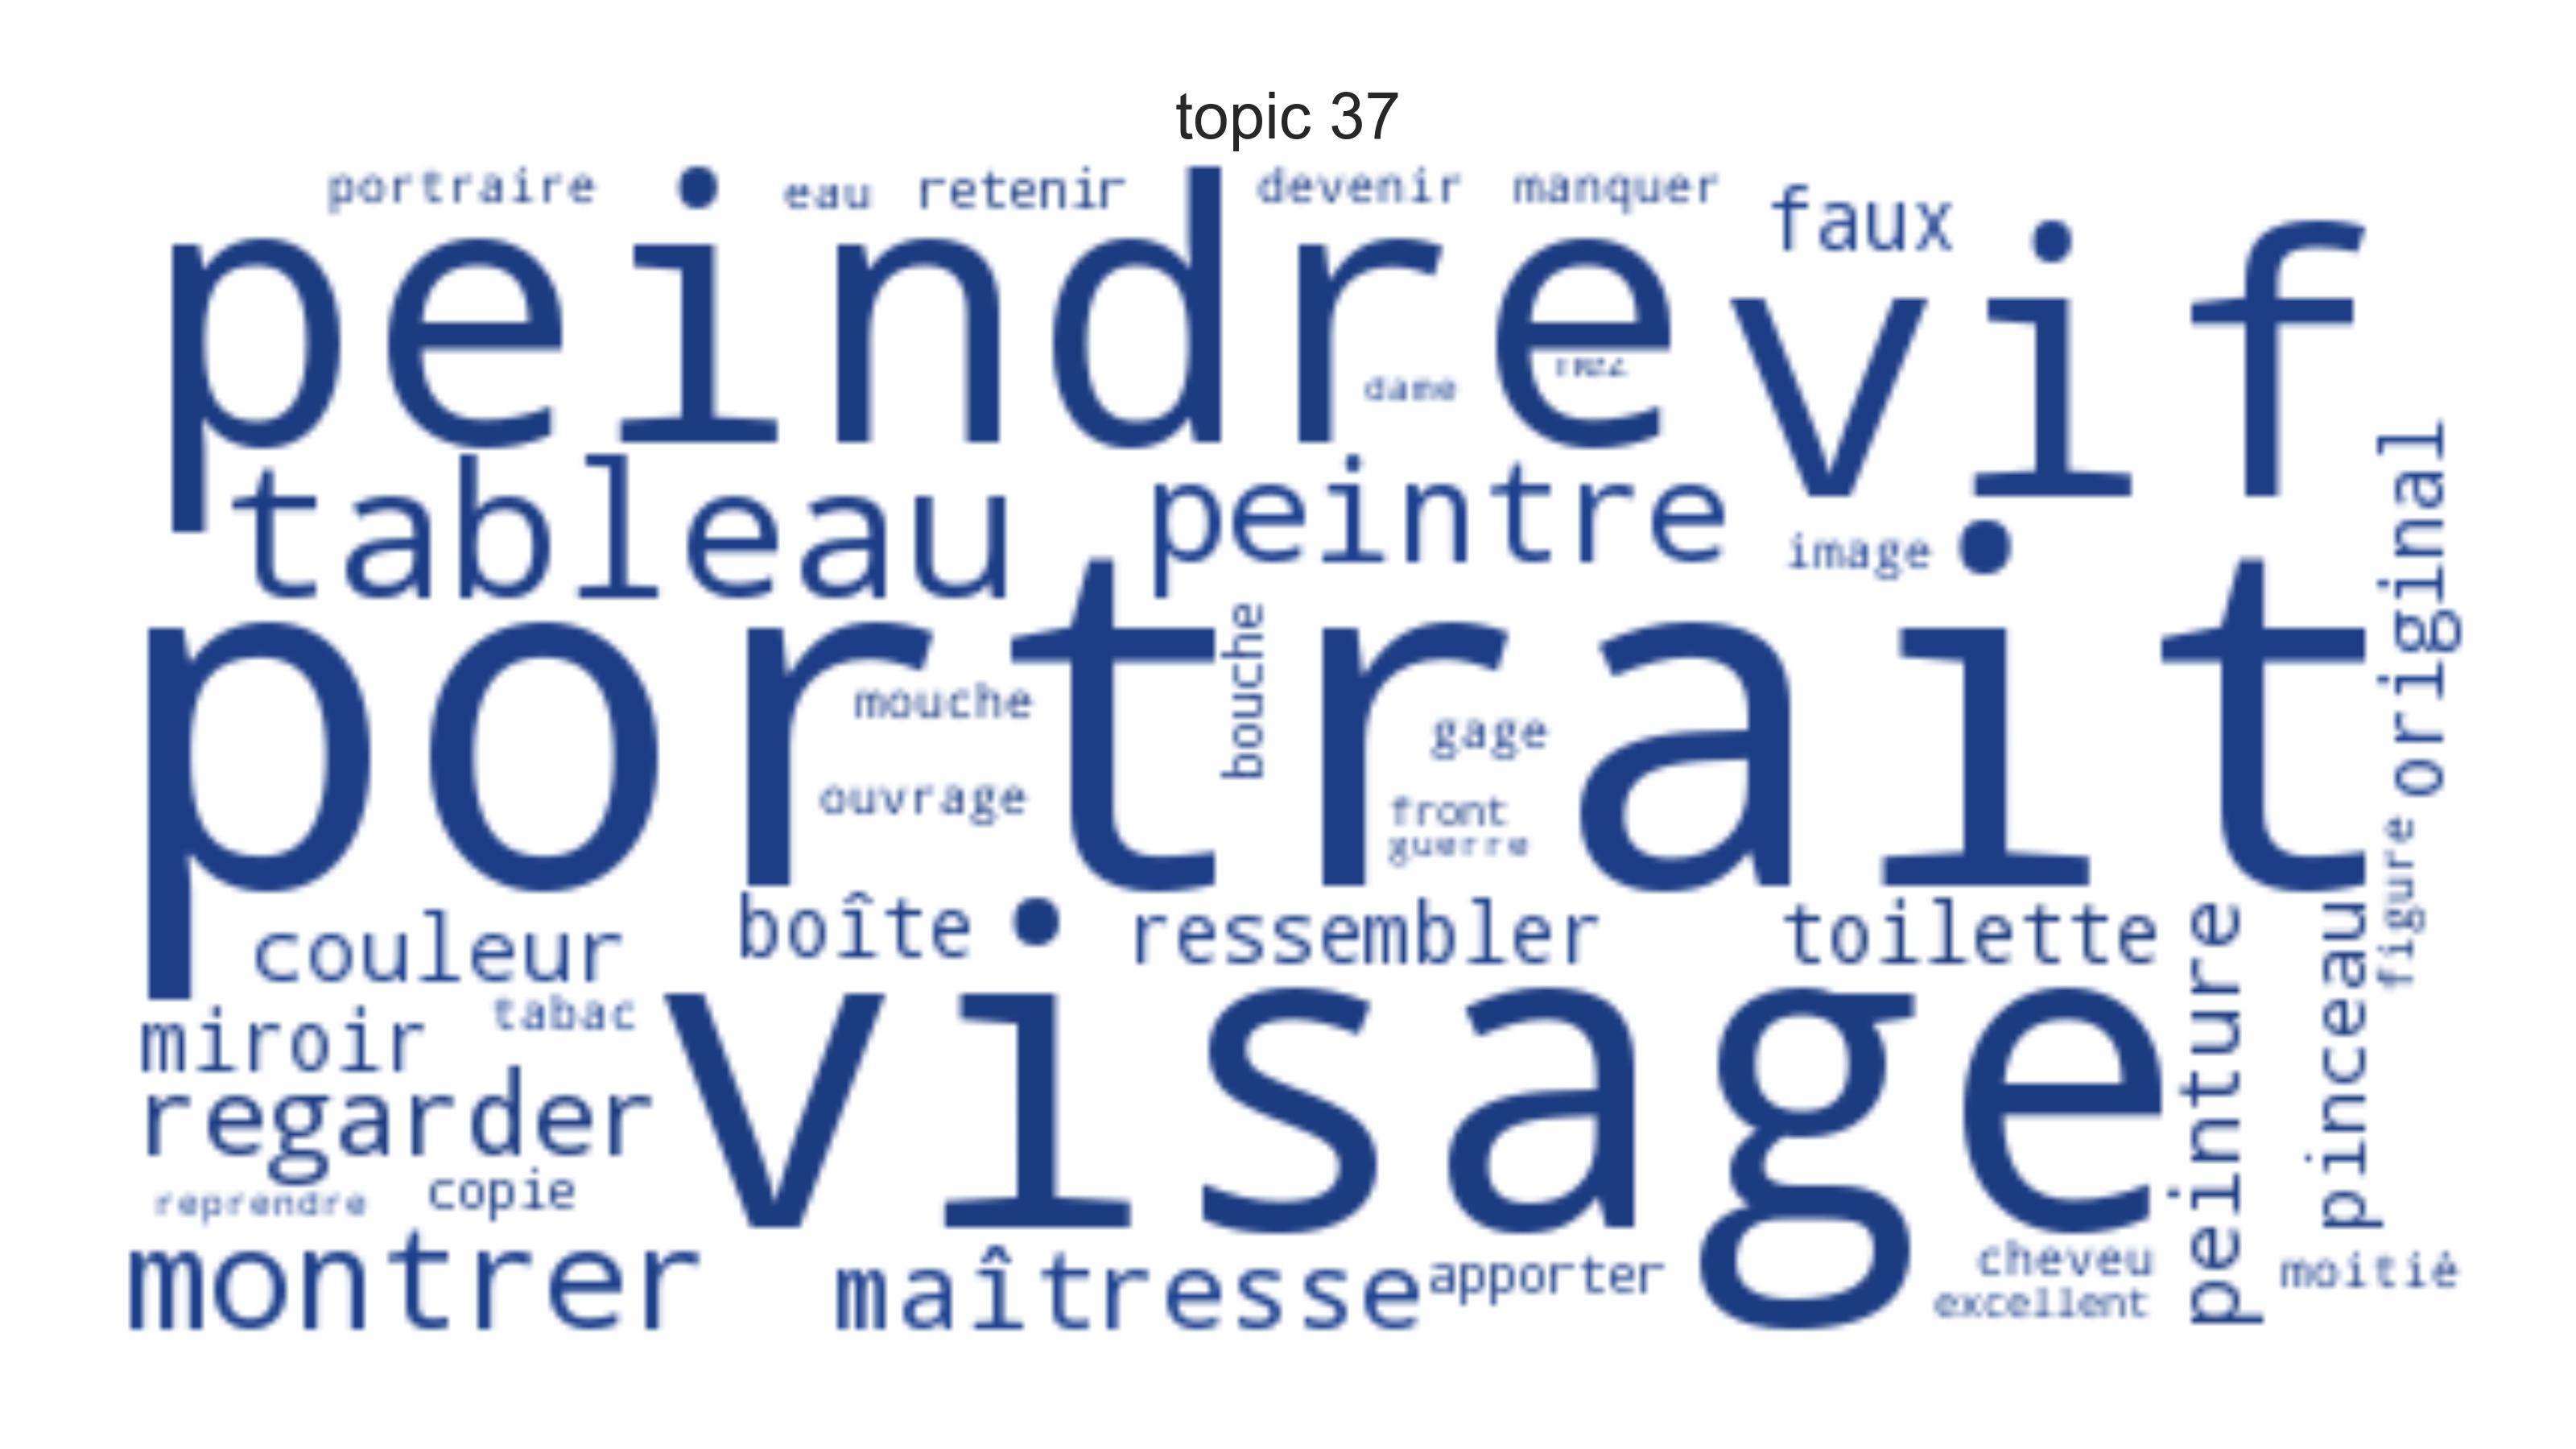 topic 37
portraire
eau
retenir
devenir
manquer
faux
peindre
vif
dame
nez
tableau
peintre
image
original
portrait
bouche
mouche
gage
ouvrage
front
guerre
figure
couleur
boîte
ressembler
toilette
peinture
pinceau
miroir
tabac
visage
regarder
reprendre
copie
montrer
maîtresse
apporter
cheveu
excellent
moitié